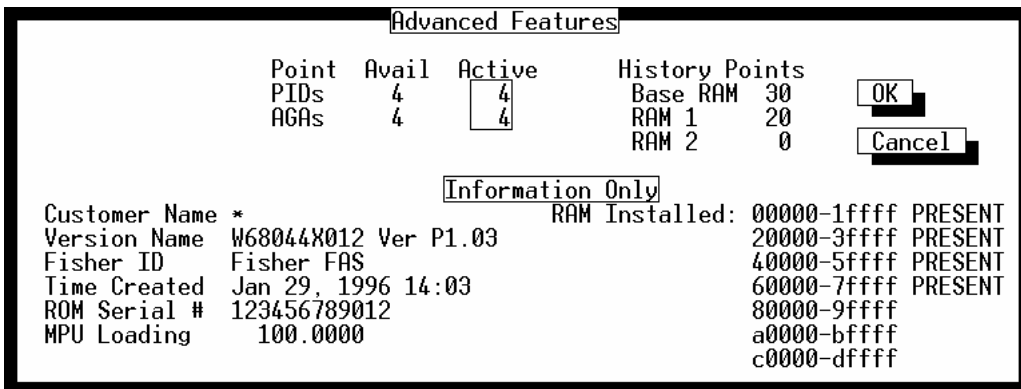 Advanced Features
Point Avail Active History Points
PIDs 4 4 Base RAM 30 OK
AGAs 4 4 RAM 1 20
RAM 2 0 Cancel
Information Only
Customer Name * RAM Installed: 00000-1ffff PRESENT
Version Name W68044X012 Ver P1.03 20000-3ffff PRESENT
Fisher ID Fisher FAS 40000-5ffff PRESENT
Time Created Jan 29, 1996 14:03 60000-7ffff PRESENT
ROM Serial # 123456789012 80000-9ffff
MPU Loading 100.0000 a0000-bffff
c0000-dffff